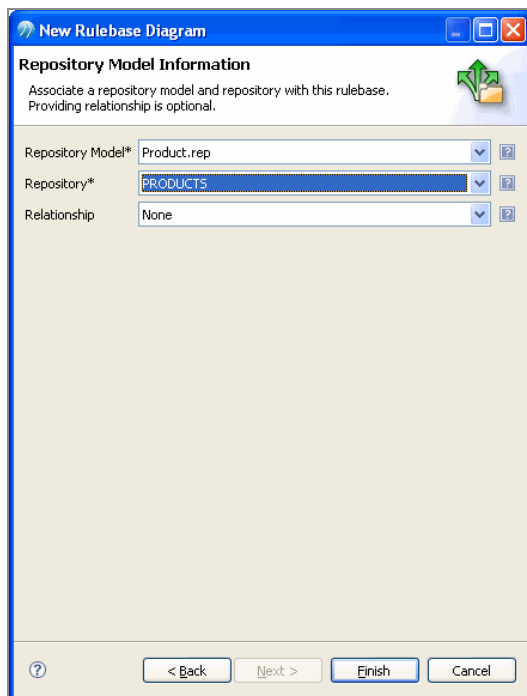 New Rulebase Diagram
Repository Model Information
Associate a repository model and repository with this rulebase.
Providing relationship is optional.
Repository Model* Product.rep
Repository* PRODUCTS
Relationship None
? < Back Next > Finish Cancel